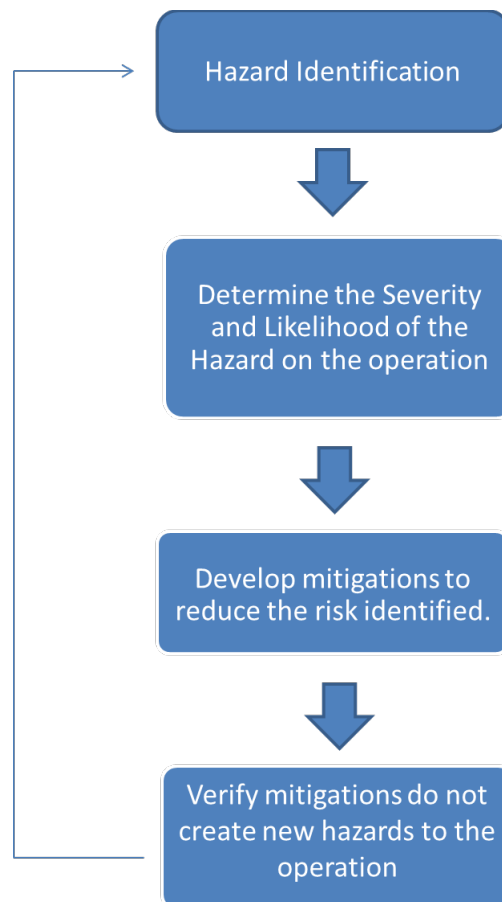 Hazard Identification
Determine the Severity
and Likelihood of the
Hazard on the operation
Develop mitigations to
reduce the risk identified.
Verify mitigations do not
create new hazards to the
operation